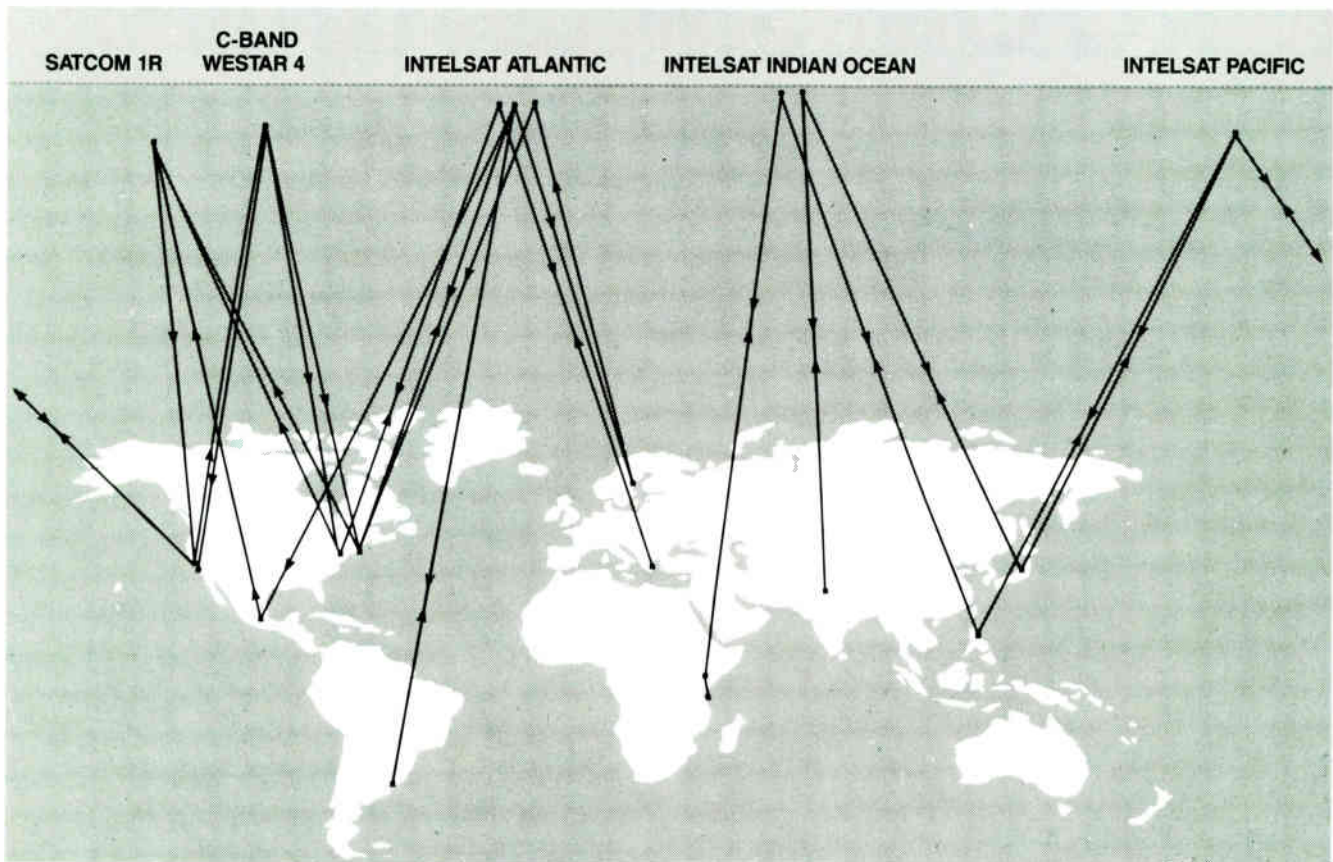 SATCOM 1R
C-BAND
WESTAR 4
INTELSAT ATLANTIC
INTELSAT INDIAN OCEAN
INTELSAT PACIFIC